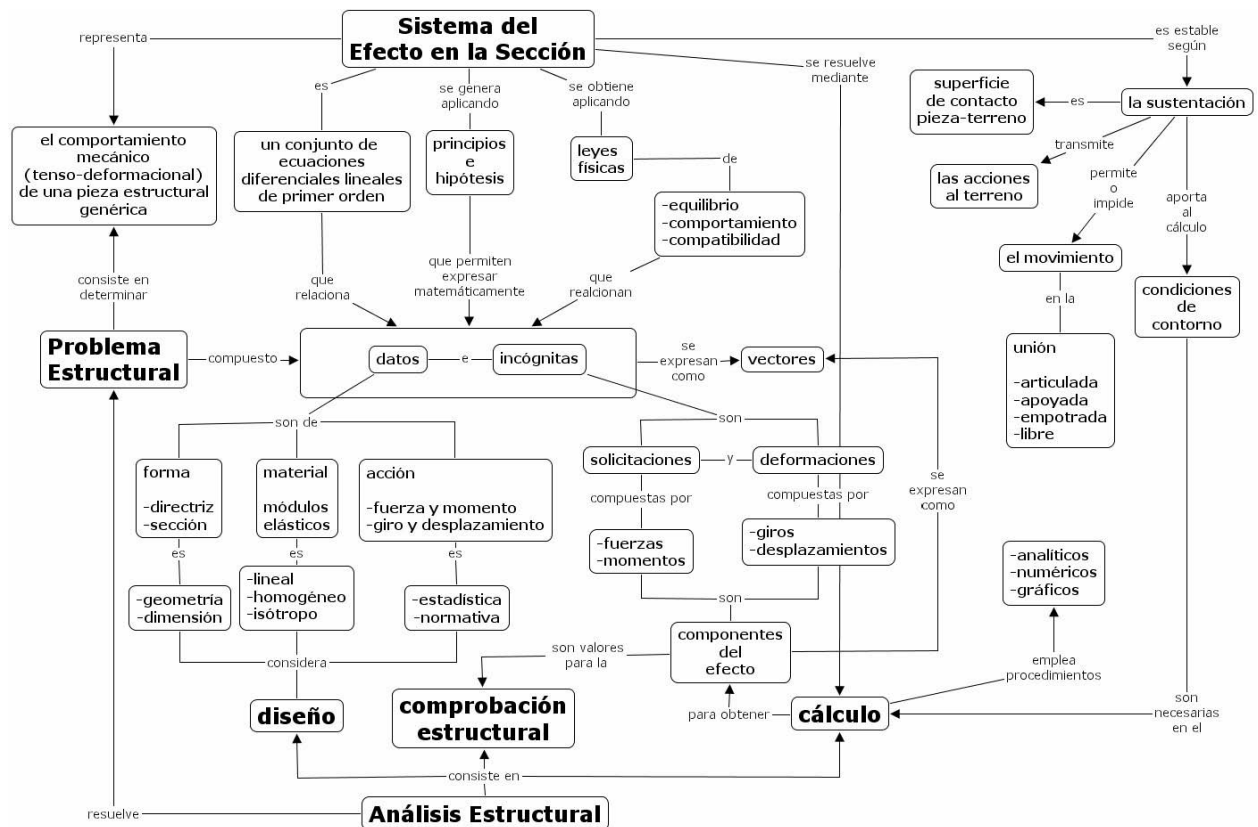 Sistema del
Efecto en la Sección
representa
es
se genera
aplicando
se obtiene
aplicando
se resuelve
mediante
es estable
según
superficie
de contacto
pieza-terreno
es
la sustentación
el comportamiento
mecánico
(tenso-deformacional)
de una pieza estructural
genérica
un conjunto de
ecuaciones
diferenciales lineales
de primer orden
principios
e
hipótesis
leyes
físicas
de
transmite
las acciones
al terreno
permite
o
impide
aporta
al
cálculo
-equilibrio
-comportamiento
-compatibilidad
el movimiento
consiste en
determinar
que
relaciona
que permiten
expresar
matemáticamente
que
realcionan
en la
condiciones
de
contorno
Problema
Estructural
compuesto
datos
e
incógnitas
se
expresan
como
vectores
unión
-articulada
-apoyada
-empotrada
-libre
son de
son
forma
-directriz
-sección
material
módulos
elásticos
acción
-fuerza y momento
-giro y desplazamiento
solicitaciones
y
deformaciones
se
expresan
como
compuestas por
compuestas por
es
es
es
-fuerzas
-momentos
-giros
-desplazamientos
-analíticos
-numéricos
-gráficos
-geometría
-dimensión
-lineal
-homogéneo
-isótropo
-estadística
-normativa
son
considera
son valores
para la
componentes
del
efecto
emplea
procedimientos
diseño
comprobación
estructural
para obtener
cálculo
son
necesarias
en el
consiste en
resuelve
Análisis Estructural